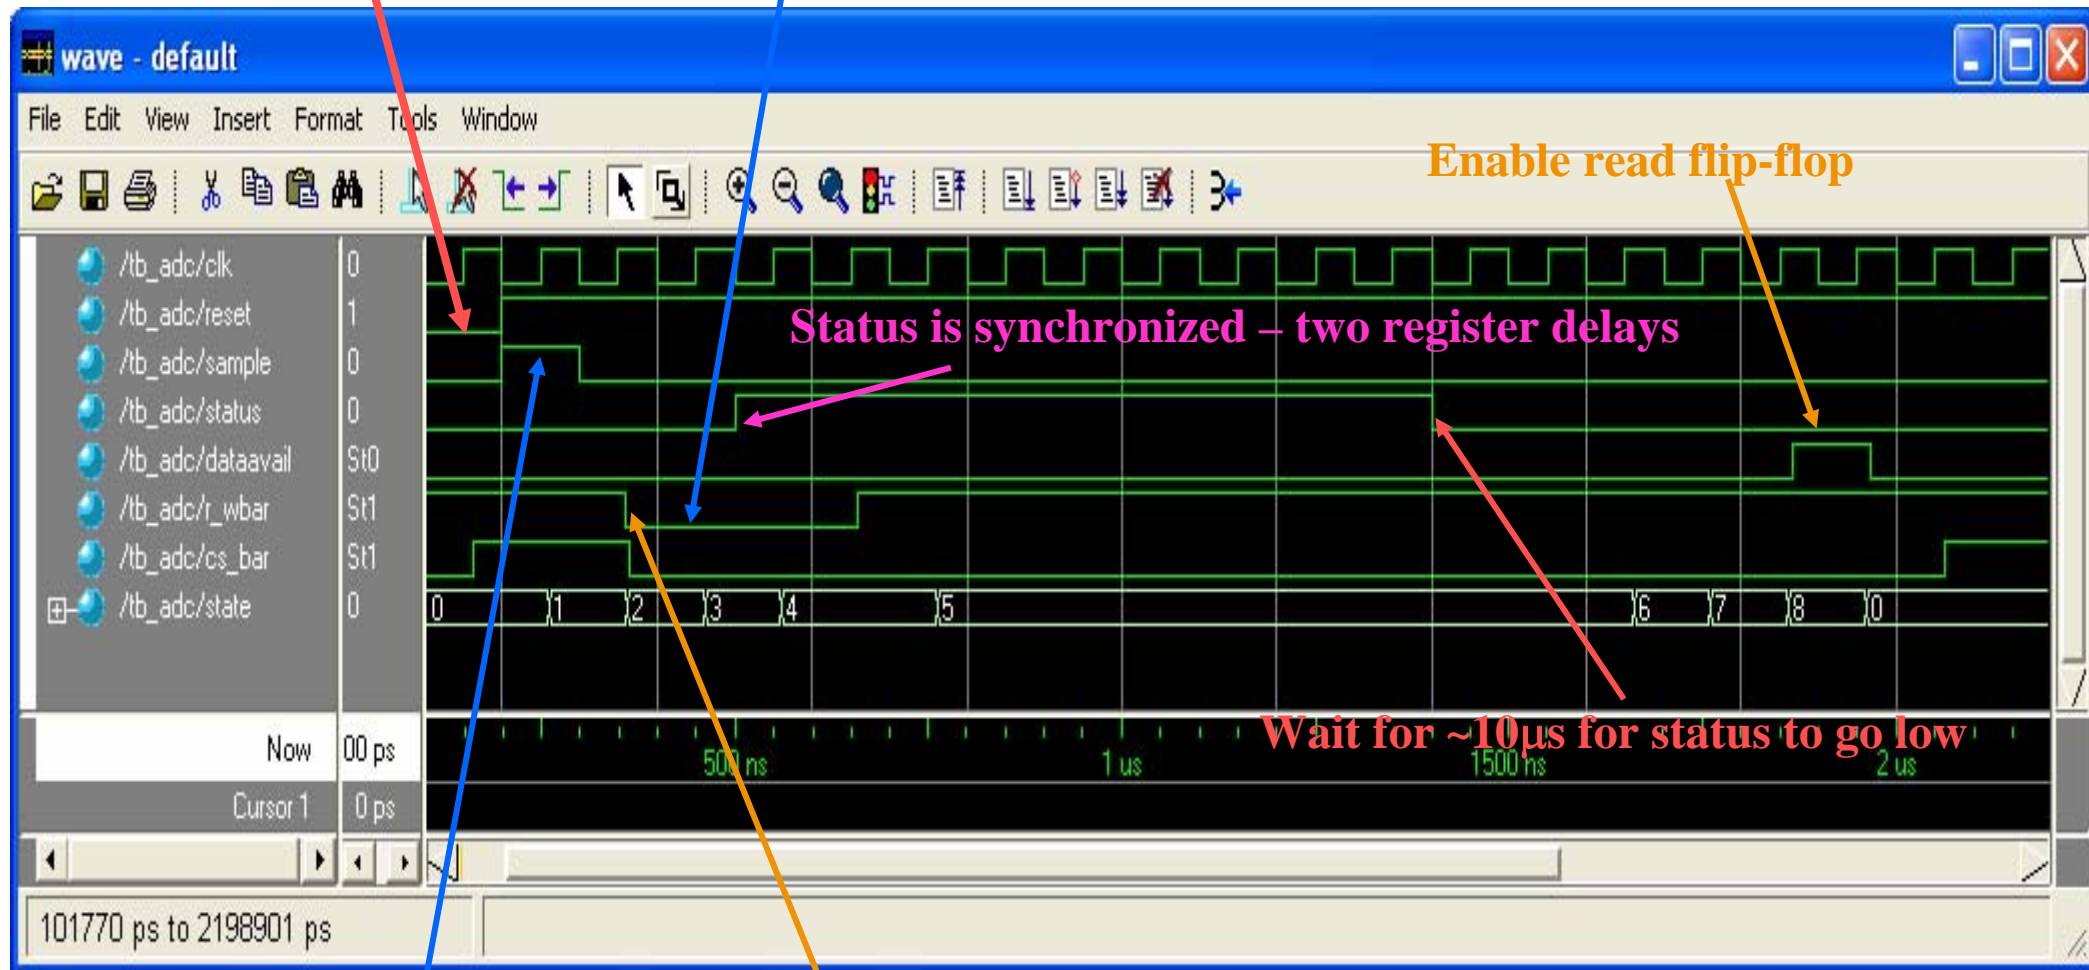 wave - default
File Edit View Insert Format Tools Window
Enable read flip-flop
/tb_adc/clk 0
/tb_adc/reset 1
Status is synchronized – two register delays
/tb_adc/sample 0
/tb_adc/status 0
/tb_adc/dataavail St0
/tb_adc/r_wbar St1
/tb_adc/cs_bar St1
/tb_adc/state 0 0 1 2 3 4 5 6 7 8 0
Wait for ~10µs for status to go low
Now 00 ps 500 ns 1 us 1500 ns 2 us
Cursor 1 0 ps
101770 ps to 2198901 ps